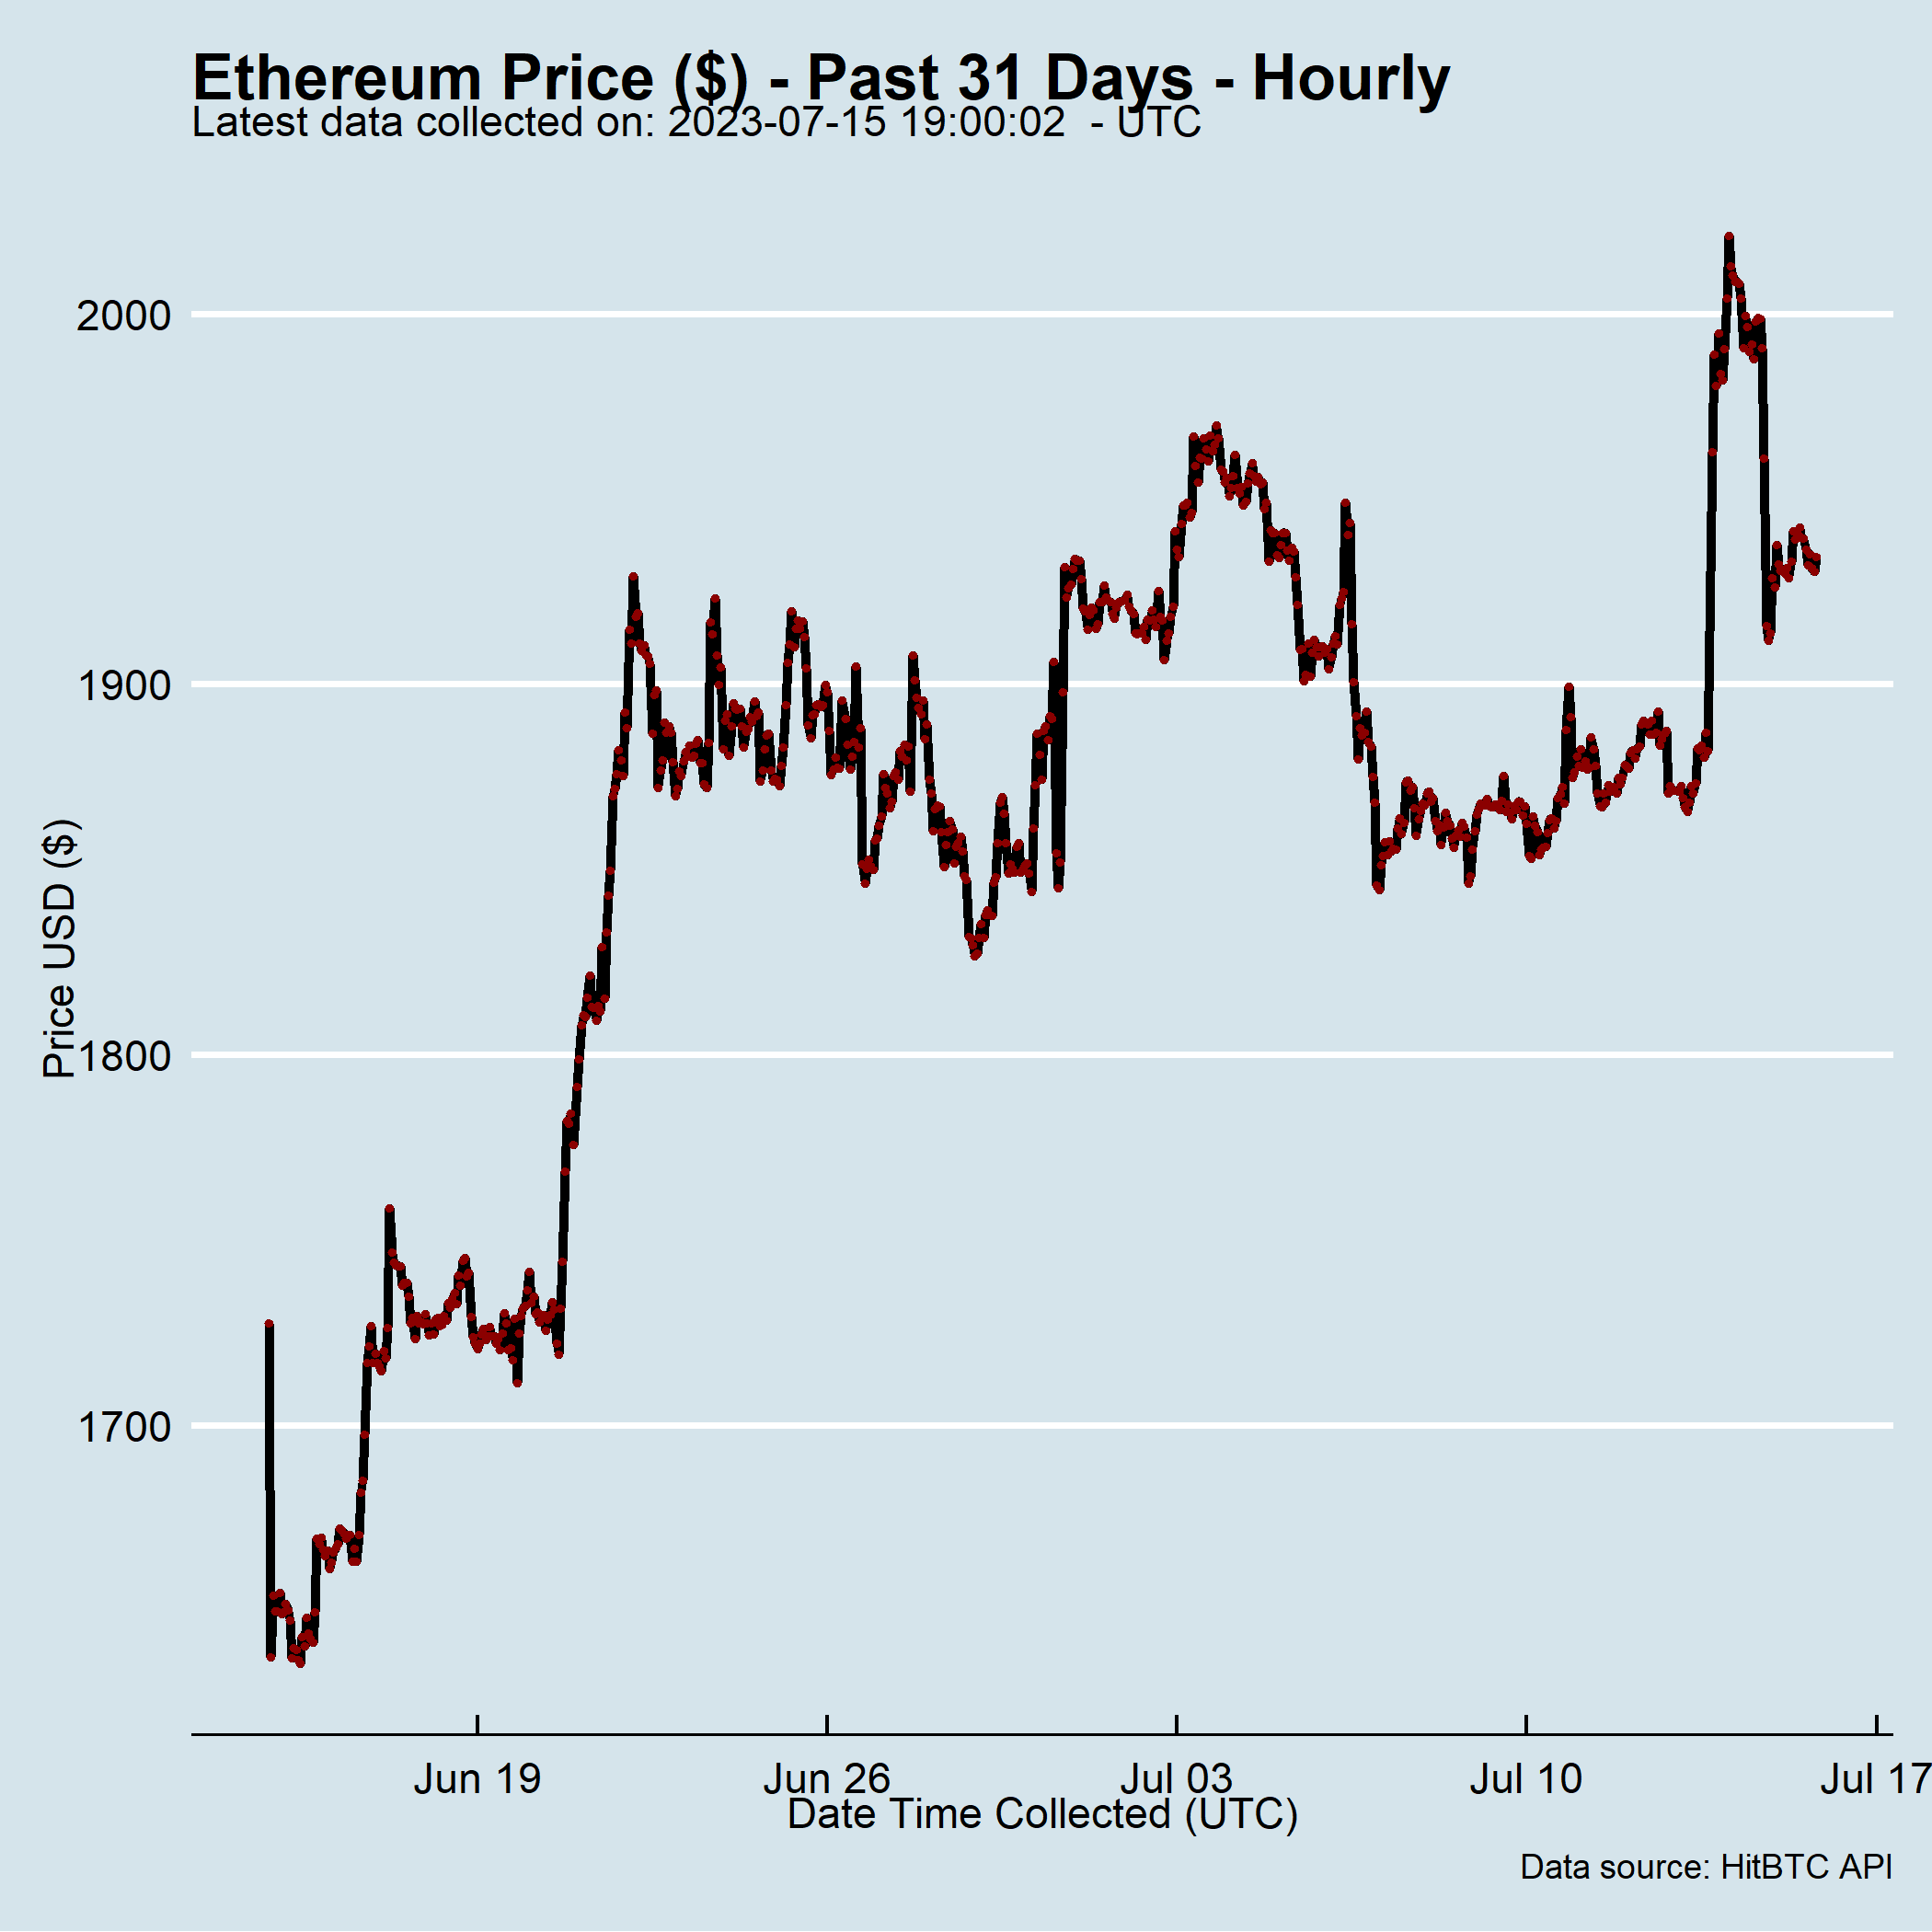 Ethereum Price ($) - Past 31 Days - Hourly
Latest data collected on: 2023-07-15 19:00:02  - UTC
2000
1900
1800
1700
Price USD ($)
Jun 19 Jun 26 Jul 03 Jul 10 Jul 17
Date Time Collected (UTC)
Data source: HitBTC API